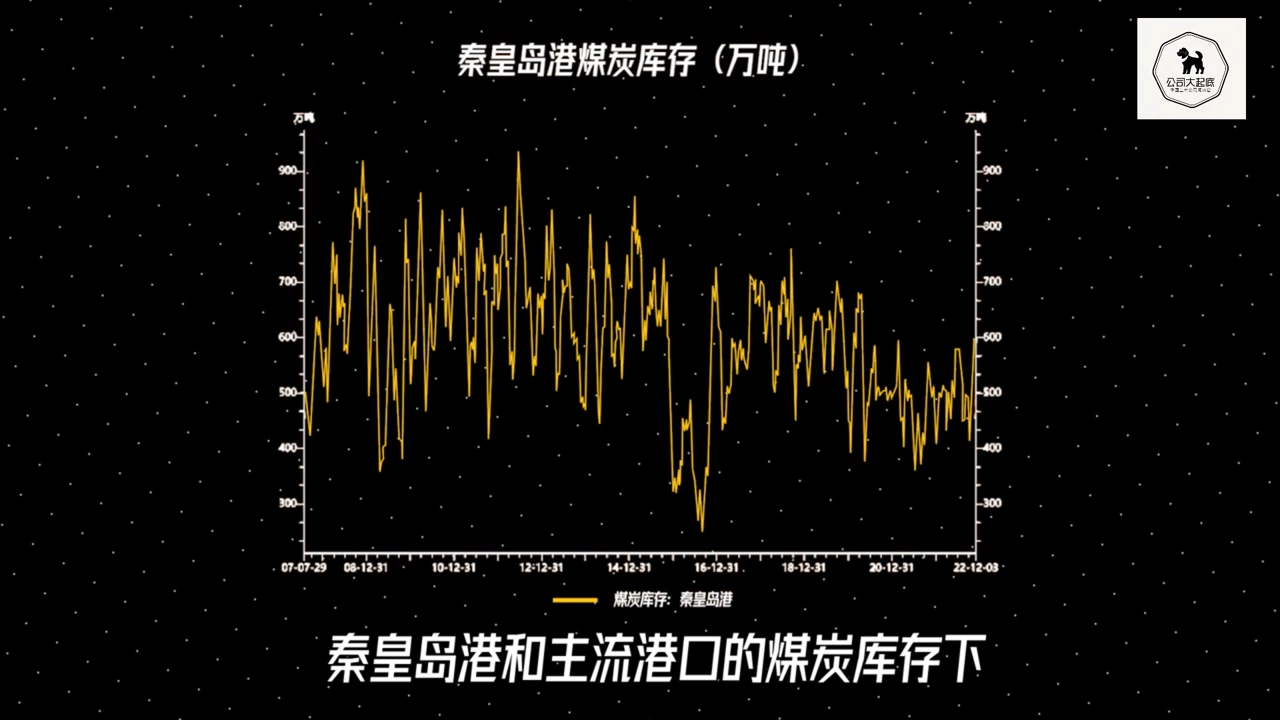 秦皇岛港煤炭库存（万吨）
公司大起底
万吨 万吨
900 900
800 800
700 700
600 600
500 500
400 400
300 300
07-07-29 08-12-31 10-12-31 12-12-31 14-12-31 16-12-31 18-12-31 20-12-31 22-12-03
煤炭库存：秦皇岛港
秦皇岛港和主流港口的煤炭库存下